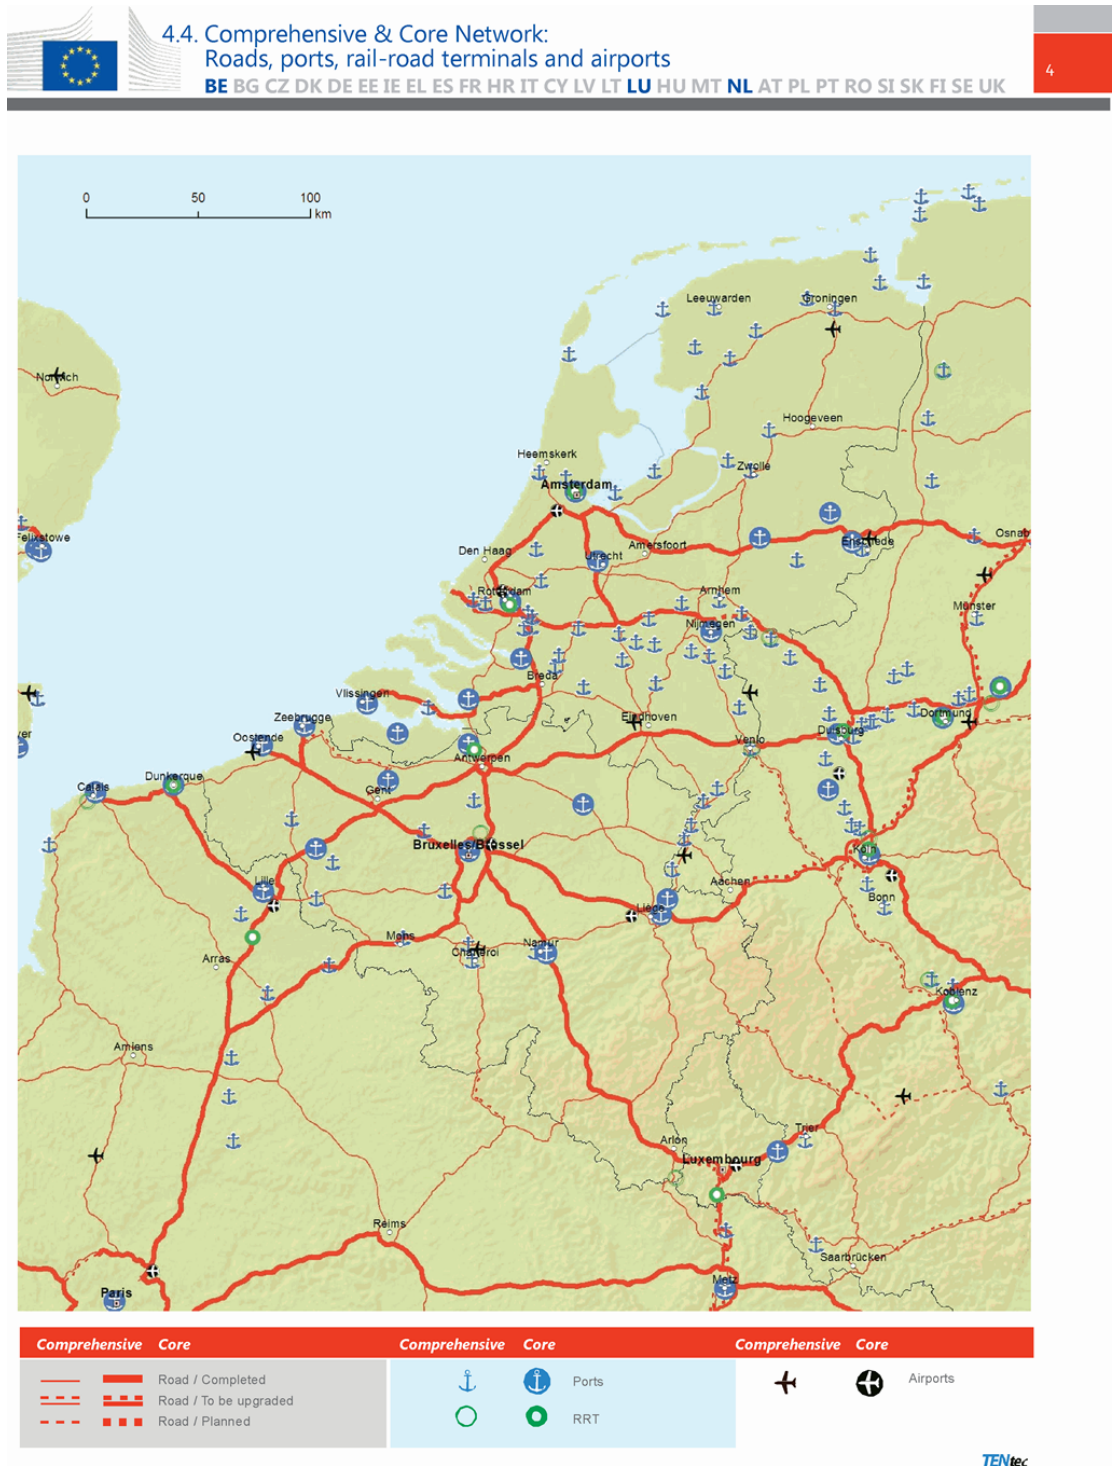 4.4. Comprehensive & Core Network:
Roads, ports, rail-road terminals and airports
BE BG CZ DK DE EE IE EL ES FR HR IT CY LV LT LU HU MT NL AT PL PT RO SI SK FI SE UK
4
0 50 100
km
Leeuwarden
Groningen
Norwich
Hoogeveen
Heemskerk
Zwolle
Amsterdam
Felixstowe
Den Haag
Utrecht
Amersfoort
Enschede
Osnab
Rotterdam
Arnhem
Nijmegen
Münster
Breda
Vlissingen
Zeebrugge
Eindhoven
Dortmund
Oostende
Venlo
Duisburg
ver
Antwerpen
Dunkerque
Calais
Gent
Bruxelles/Brussel
Köln
Lille
Aachen
Bonn
Liège
Mons
Namur
Charleroi
Arras
Koblenz
Amiens
Trier
Arlon
Luxembourg
Reims
Saarbrücken
Metz
Paris
Comprehensive Core Comprehensive Core Comprehensive Core
Road / Completed Ports Airports
Road / To be upgraded
Road / Planned RRT
TENtec